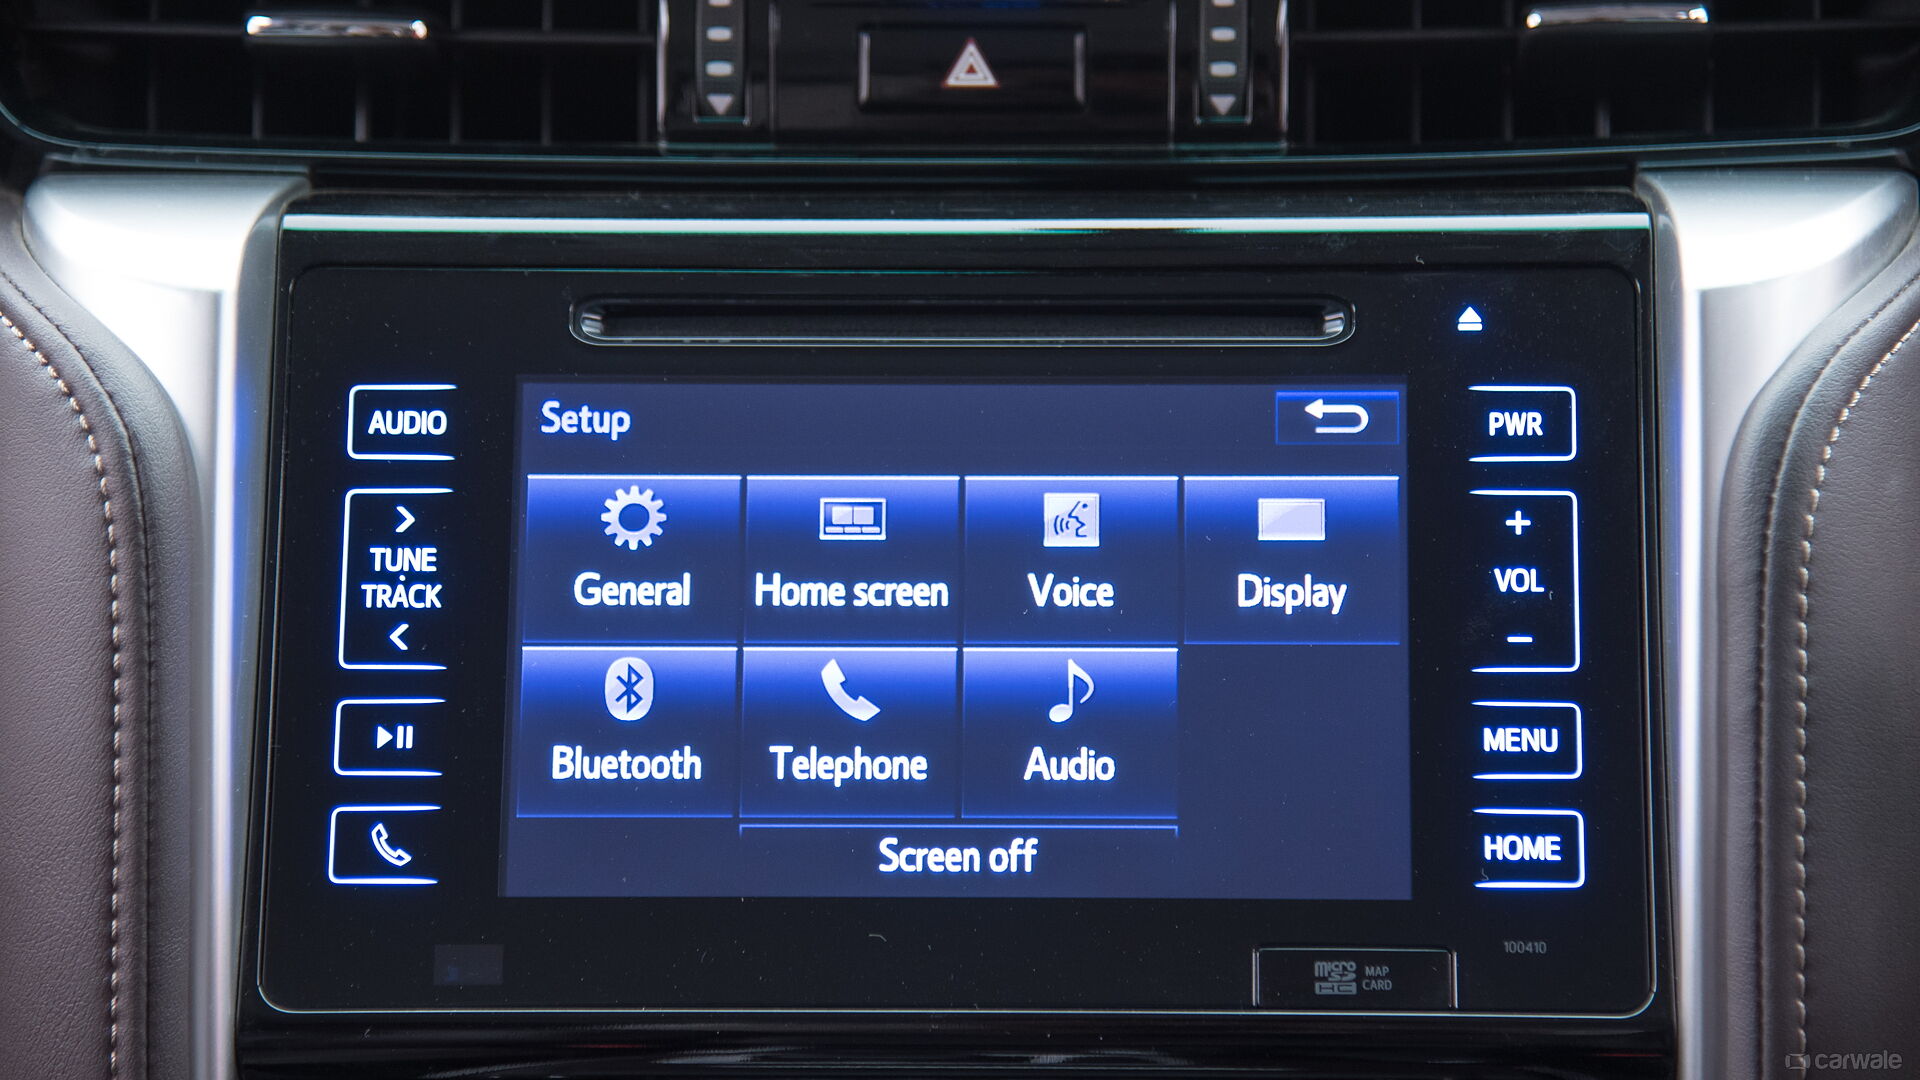 AUDIO
TUNE
TRACK
Setup
General
Home screen
Voice
Display
Bluetooth
Telephone
Audio
Screen off
PWR
+
VOL
-
MENU
HOME
100410
micro
SD
HC
MAP
CARD
carwale